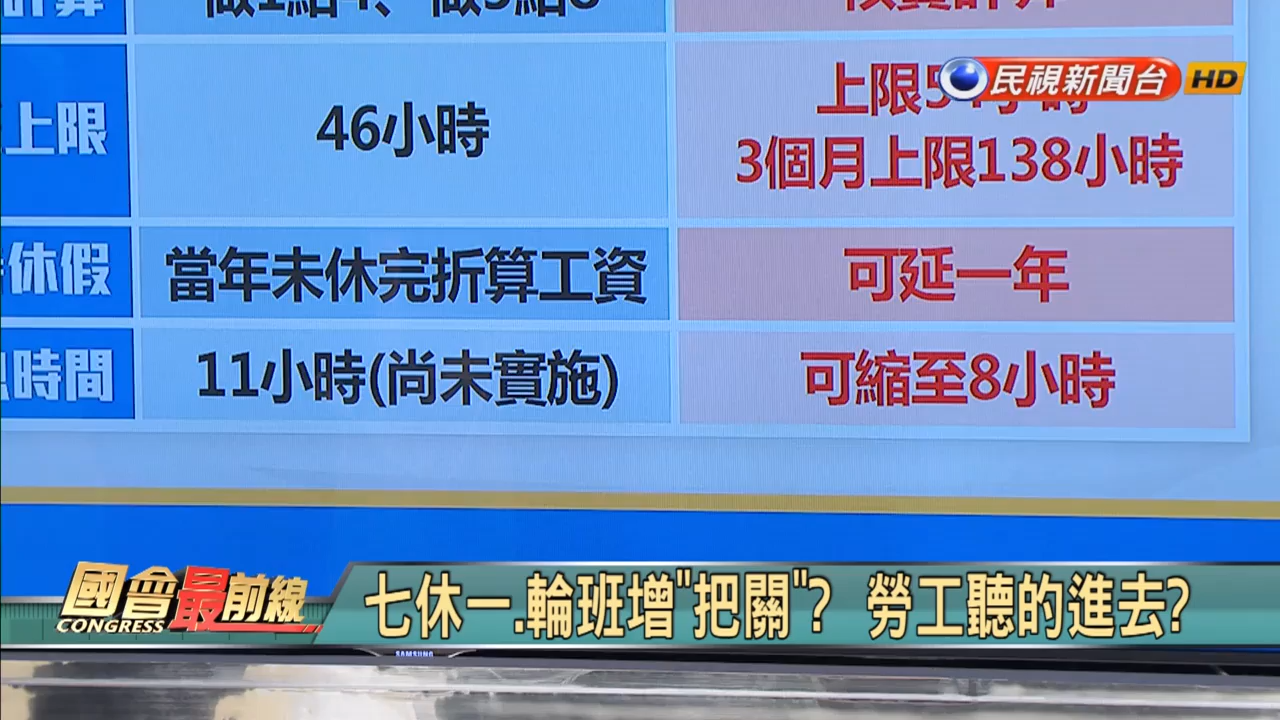 民視新聞台 HD
上限 46小時
3個月上限138小時
休假 當年未休完折算工資 可延一年
時間 11小時(尚未實施) 可縮至8小時
國會最前線
CONGRESS
七休一.輪班增"把關"? 勞工聽的進去?
SAMSUNG